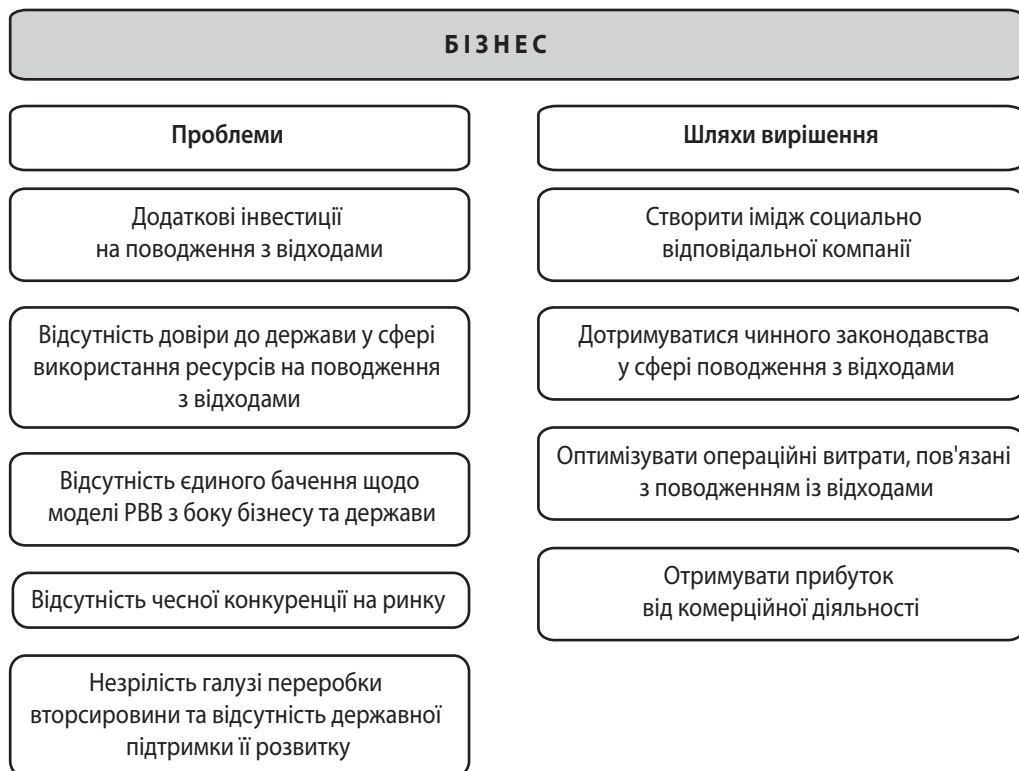 БІЗНЕС
Проблеми
Додаткові інвестиції
на поводження з відходами
Відсутність довіри до держави у сфері
використання ресурсів на поводження
з відходами
Відсутність єдиного бачення щодо
моделі РВВ з боку бізнесу та держави
Відсутність чесної конкуренції на ринку
Незрілість галузі переробки
вторсировини та відсутність державної
підтримки її розвитку
Шляхи вирішення
Створити імідж социально
відповідальної компанії
Дотримуватися чинного законодавства
у сфері поводження з відходами
Оптимізувати операційні витрати, пов'язані
з поводженням із відходами
Отримувати прибуток
від комерційної діяльності